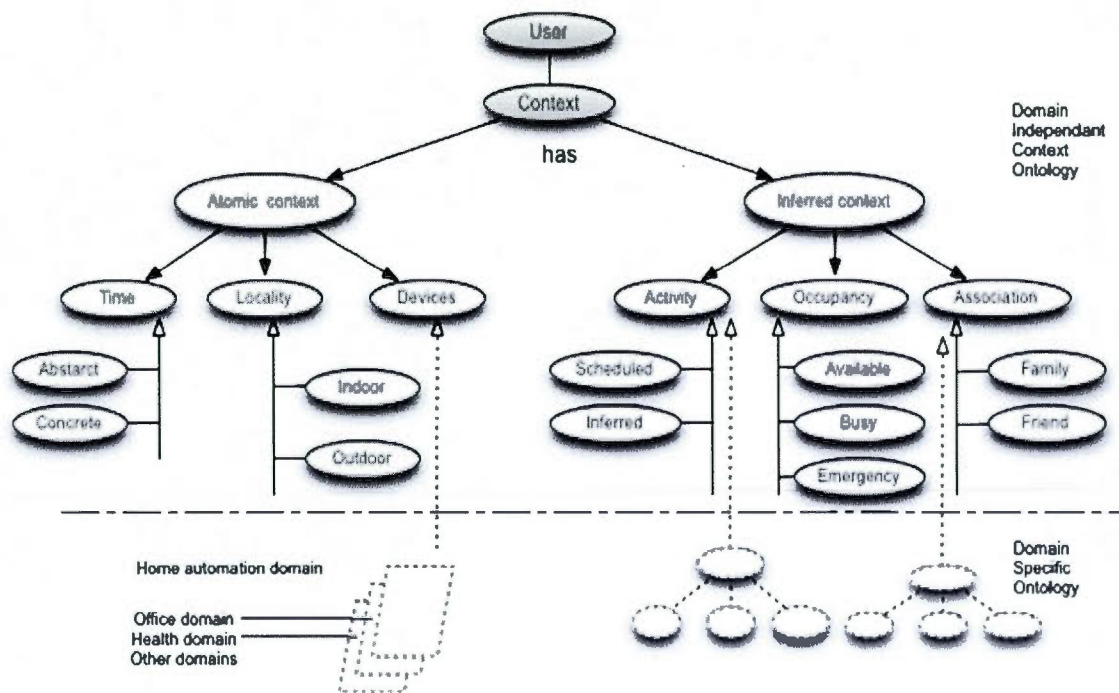 User
Context
has
Domain
Independant
Context
Ontology
Atomic context
Inferred context
Time
Locality
Devices
Activity
Occupancy
Association
Abstarct
Concrete
Indoor
Outdoor
Scheduled
Inferred
Available
Busy
Emergency
Family
Friend
Home automation domain
Office domain
Health domain
Other domains
Domain
Specific
Ontology